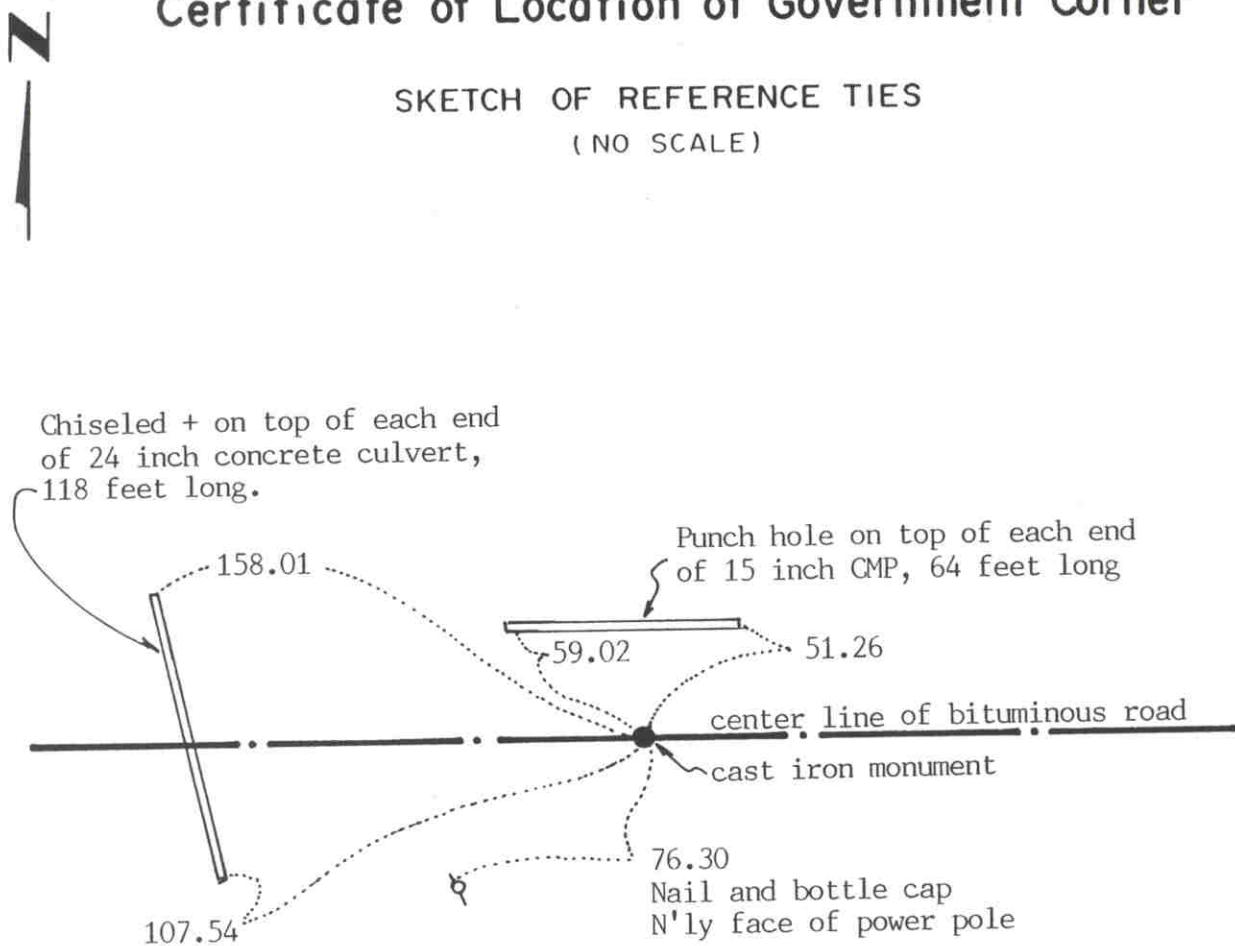 Certificate of Location of Government Corner
N
SKETCH OF REFERENCE TIES
(NO SCALE)
Chiseled + on top of each end
of 24 inch concrete culvert,
118 feet long.
158.01
Punch hole on top of each end
of 15 inch CMP, 64 feet long
59.02
51.26
center line of bituminous road
cast iron monument
76.30
Nail and bottle cap
N'ly face of power pole
107.54